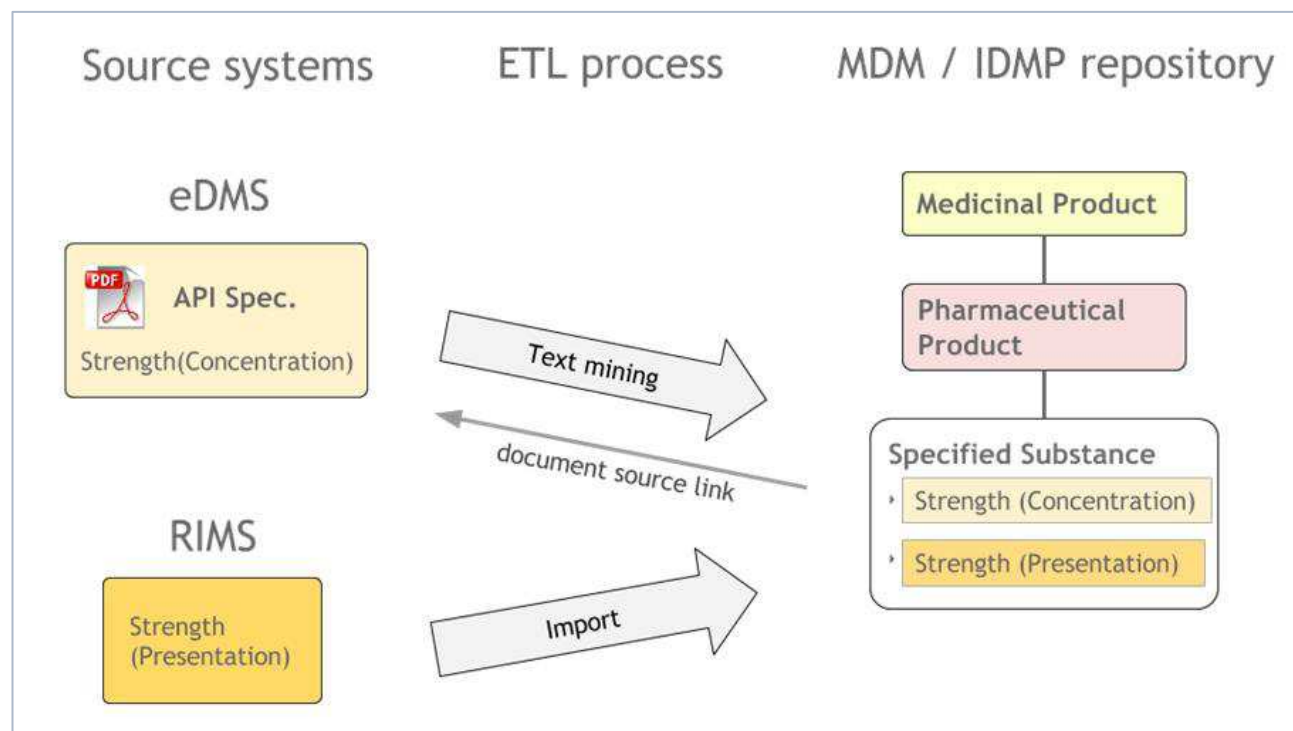 Source systems
ETL process
MDM / IDMP repository
eDMS
PDF
API Spec.
Strength(Concentration)
RIMS
Strength
(Presentation)
Text mining
document source link
Import
Medicinal Product
Pharmaceutical
Product
Specified Substance
Strength (Concentration)
Strength (Presentation)